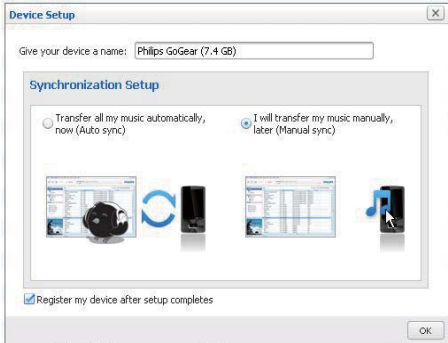 Device Setup
Give your device a name: Philips GoGear (7.4 GB)
Synchronization Setup
Transfer all my music automatically,
now (Auto sync)
I will transfer my music manually,
later (Manual sync)
Register my device after setup completes
OK